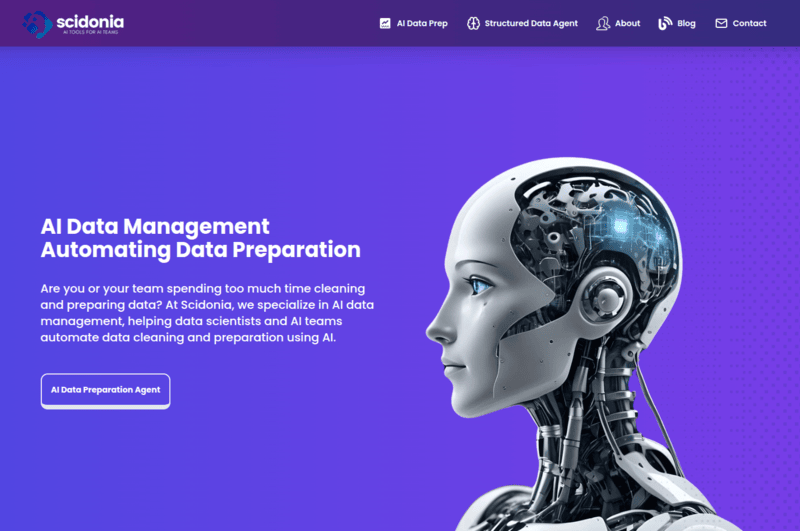 scidonia
AI TOOLS FOR AI TEAMS
AI Data Prep
Structured Data Agent
About
Blog
Contact
AI Data Management
Automating Data Preparation
Are you or your team spending too much time cleaning
and preparing data? At Scidonia, we specialize in AI data
management, helping data scientists and AI teams
automate data cleaning and preparation using AI.
AI Data Preparation Agent